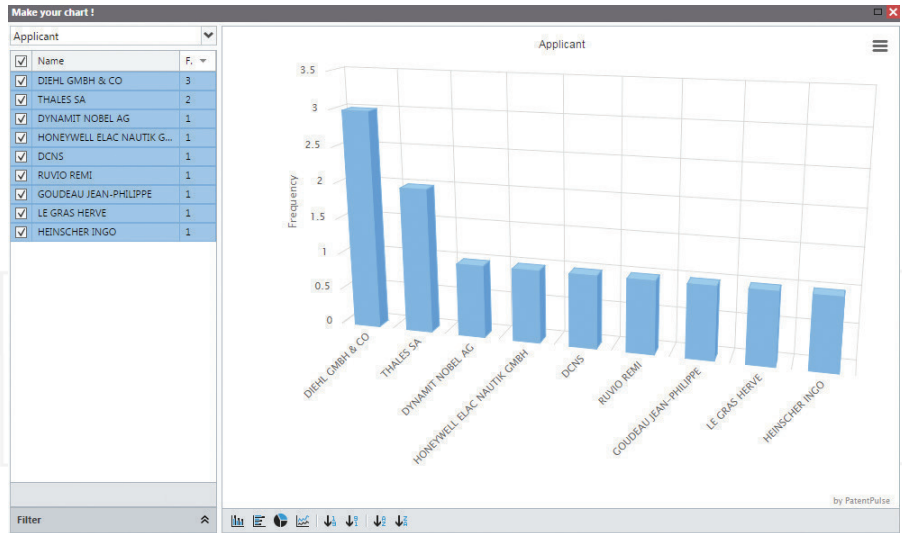 Make your chart !
Applicant
Name F.
DIEHL GMBH & CO 3
THALES SA 2
DYNAMIT NOBEL AG 1
HONEYWELL ELAC NAUTIK G... 1
DCNS 1
RUVIO REMI 1
GOUDEAU JEAN-PHILIPPE 1
LE GRAS HERVE 1
HEINSCHER INGO 1
Filter
Applicant
Frequency
3.5
3
2.5
2
1.5
1
0.5
0
DIEHL GMBH & CO
THALES SA
DYNAMIT NOBEL AG
HONEYWELL ELAC NAUTIK GMBH
DCNS
RUVIO REMI
GOUDEAU JEAN-PHILIPPE
LE GRAS HERVE
HEINSCHER INGO
by PatentPulse